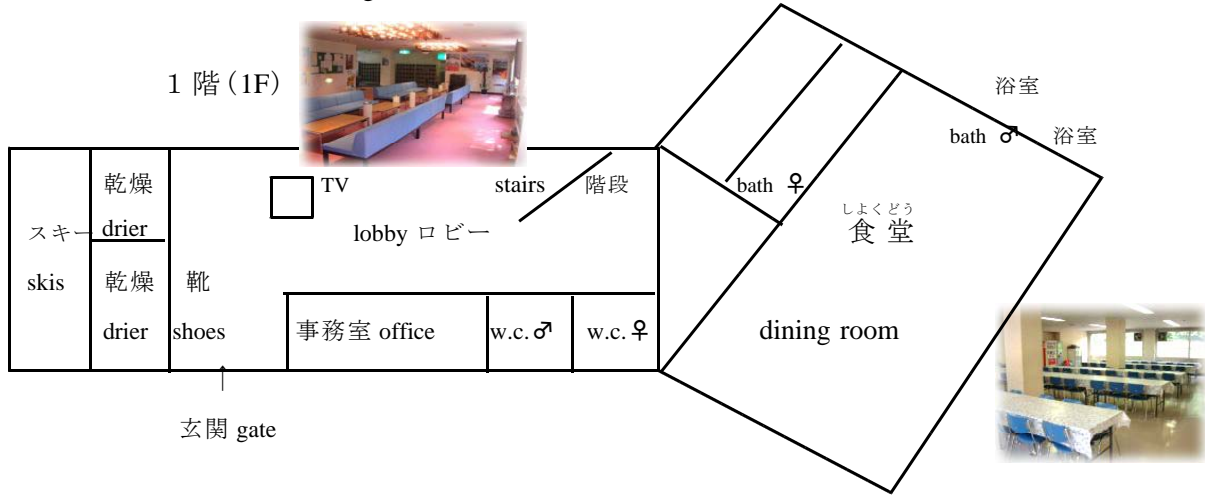 1 階（1F）
浴室
bath ♂ 浴室
乾燥
drier
TV
stairs 階段
bath ♀
スキー
skis
lobby ロビー
しよくどう
食 堂
乾燥
drier
靴
shoes
事務室 office
w.c.♂
w.c.♀
dining room
↑
玄関 gate